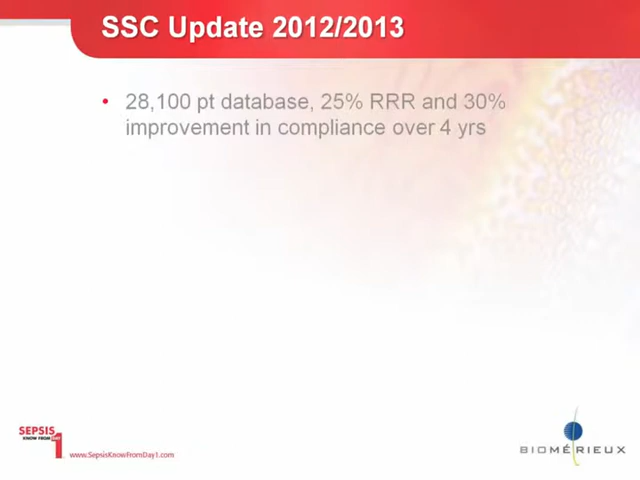 SSC Update 2012/2013
• 28,100 pt database, 25% RRR and 30%
improvement in compliance over 4 yrs
SEPSIS
KNOW FROM DAY
1
www.SepsisKnowFromDay1.com
BIOMÉRIEUX